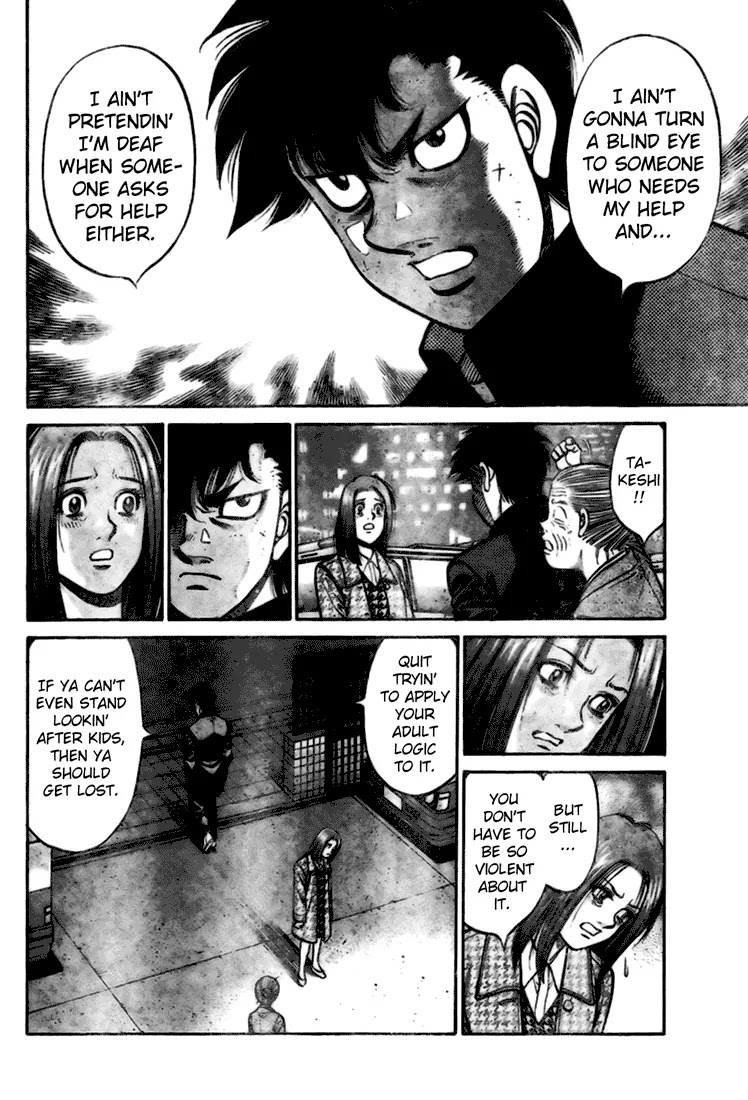 I AIN'T
GONNA TURN
A BLIND EYE
TO SOMEONE
WHO NEEDS
MY HELP
AND...
I AIN'T
PRETENDIN'
I'M DEAF
WHEN SOME-
ONE ASKS
FOR HELP
EITHER.
TA-
KESHI
!!
BUT
STILL
...
YOU
DON'T
HAVE TO
BE SO
VIOLENT
ABOUT
IT.
QUIT
TRYIN'
TO APPLY
YOUR
ADULT
LOGIC
TO IT.
IF YA CAN'T
EVEN STAND
LOOKIN'
AFTER KIDS,
THEN YA
SHOULD
GET LOST.